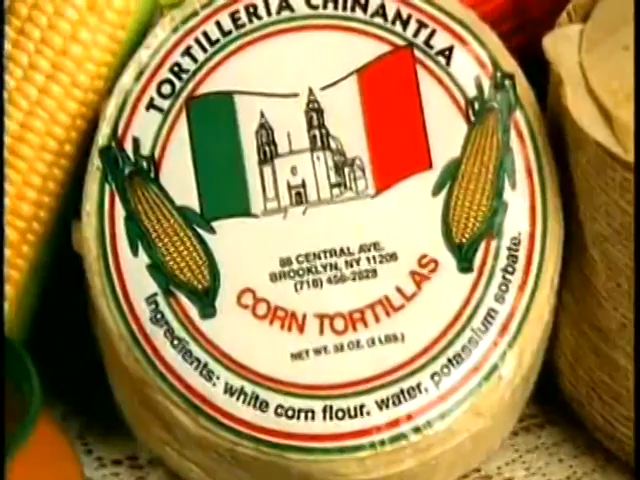 TORTILLERIA CHINANTLA
88 CENTRAL AVE.
BROOKLYN, NY 11206
(718) 456-2828
CORN TORTILLAS
NET WT. 32 OZ. (2 LBS.)
Ingredients: white corn flour, water, potassium sorbate.